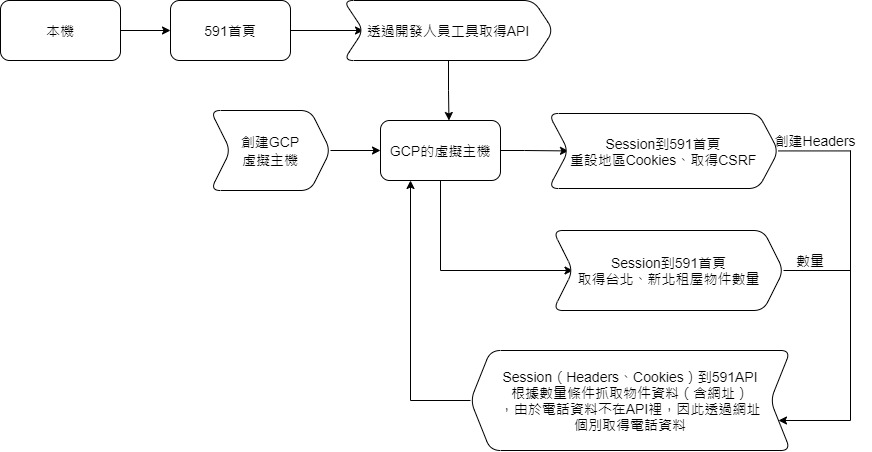 本機
591首頁
透過開發人員工具取得API
創建GCP
虛擬主機
GCP的虛擬主機
Session到591首頁
重設地區Cookies、取得CSRF
創建Headers
Session到591首頁
取得台北、新北租屋物件數量
數量
Session（Headers、Cookies）到591API
根據數量條件抓取物件資料（含網址）
，由於電話資料不在API裡，因此透過網址
個別取得電話資料